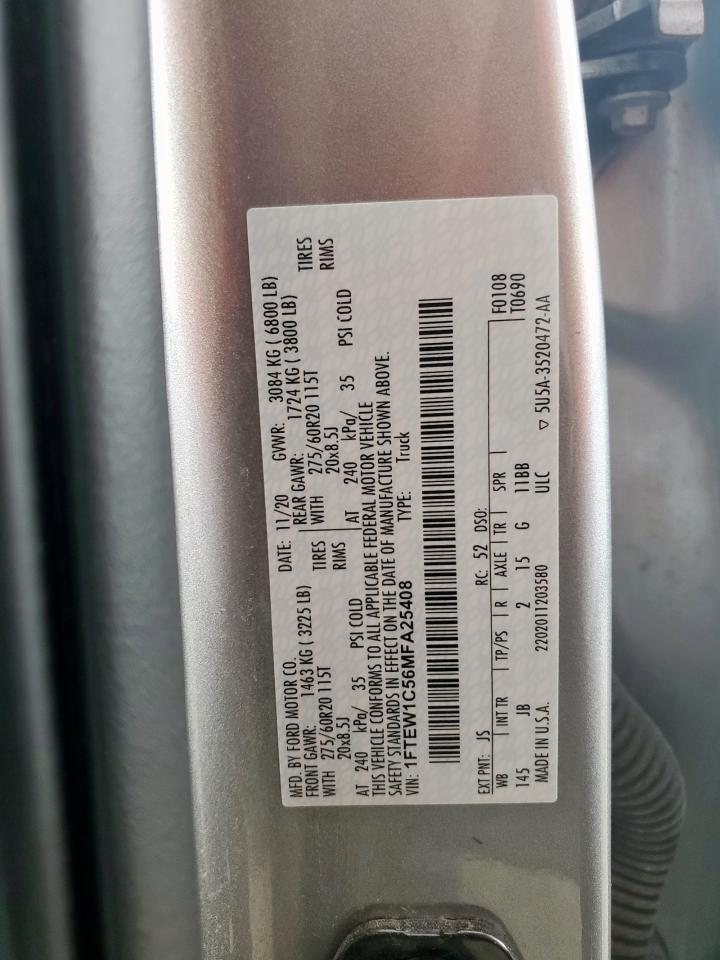 MFD. BY FORD MOTOR CO. DATE: 11/20 GVWR: 3084 KG ( 6800 LB)
FRONT GAWR: 1463 KG ( 3225 LB) REAR GAWR: 1724 KG ( 3800 LB)
WITH 275/60R20 115T TIRES WITH 275/60R20 115T TIRES
20x8.5J RIMS 20x8.5J RIMS
AT 240 kPa/ 35 PSI COLD AT 240 kPa/ 35 PSI COLD
THIS VEHICLE CONFORMS TO ALL APPLICABLE FEDERAL MOTOR VEHICLE
SAFETY STANDARDS IN EFFECT ON THE DATE OF MANUFACTURE SHOWN ABOVE.
VIN: 1FTEW1C56MFA25408 TYPE: Truck
EXT PNT: JS RC: 52 DSO: F0108
WB INT TR TP/PS R AXLE TR SPR T0690
145 JB 2 15 G 11BB
MADE IN U.S.A. 2202011203580 ULC ▽ 5U5A-3520472-AA